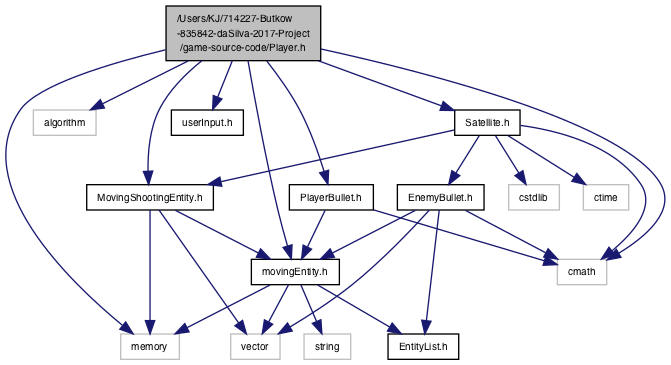 /Users/KJ/714227-Butkow
-835842-daSilva-2017-Project
/game-source-code/Player.h
algorithm
userInput.h
Satellite.h
MovingShootingEntity.h
PlayerBullet.h
EnemyBullet.h
cstdlib
ctime
movingEntity.h
cmath
memory
vector
string
EntityList.h